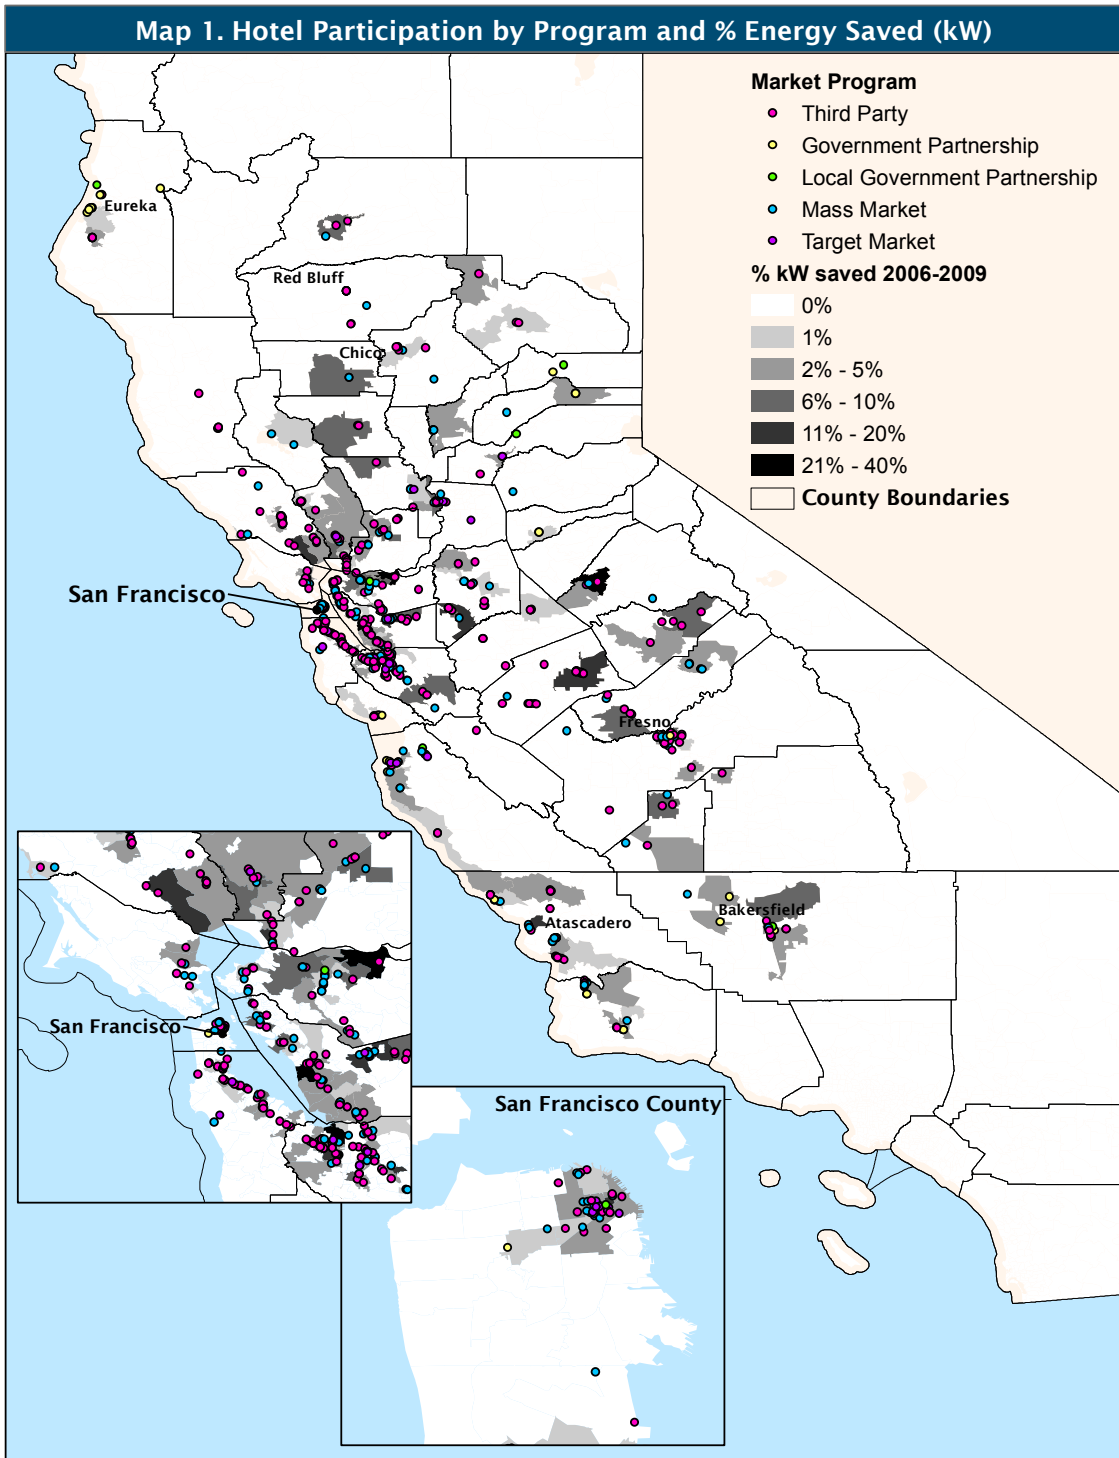 Map 1. Hotel Participation by Program and % Energy Saved (kW)
Market Program
Third Party
Government Partnership
Local Government Partnership
Mass Market
Target Market
% kW saved 2006-2009
0%
1%
2% - 5%
6% - 10%
11% - 20%
21% - 40%
County Boundaries
Eureka
Red Bluff
Chico
San Francisco
Fresno
Bakersfield
Atascadero
San Francisco
San Francisco County